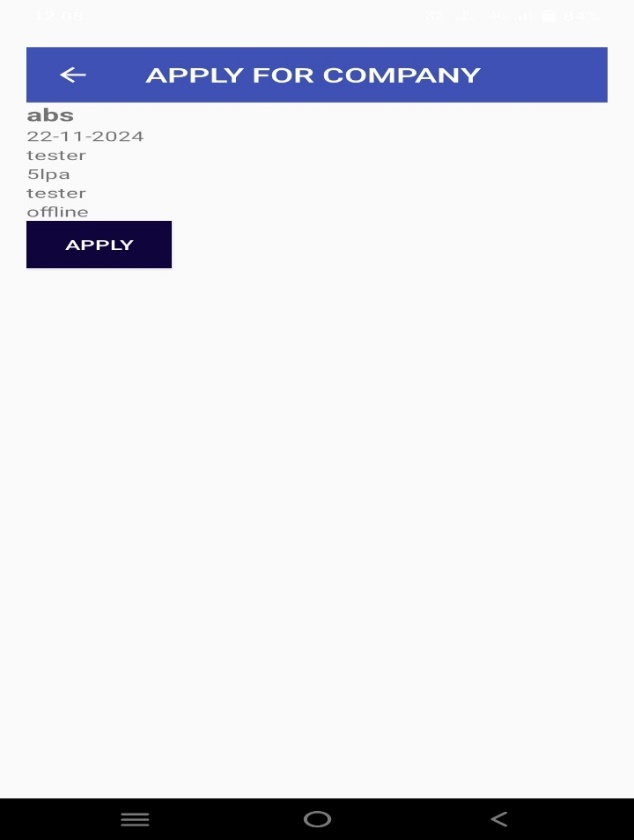 APPLY FOR COMPANY
abs
22-11-2024
tester
5lpa
tester
offline
APPLY